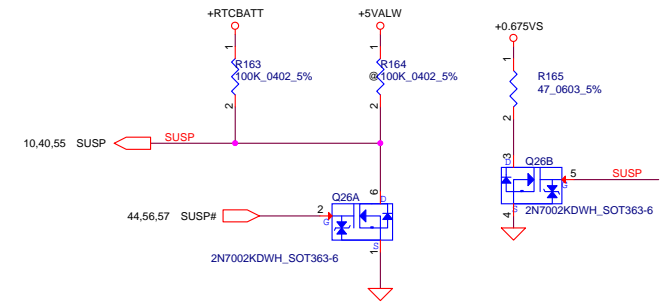 +RTCBATT
+5VALW
+0.675VS
1
1
1
R163
100K_0402_5%
R164
@ 100K_0402_5%
R165
47_0603_5%
2
2
2
10,40,55 SUSP
SUSP
3
D
Q26B
5
SUSP
G
S
4
2N7002KDWH_SOT363-6
6
D
Q26A
44,56,57 SUSP#
2
G
S
1
2N7002KDWH_SOT363-6